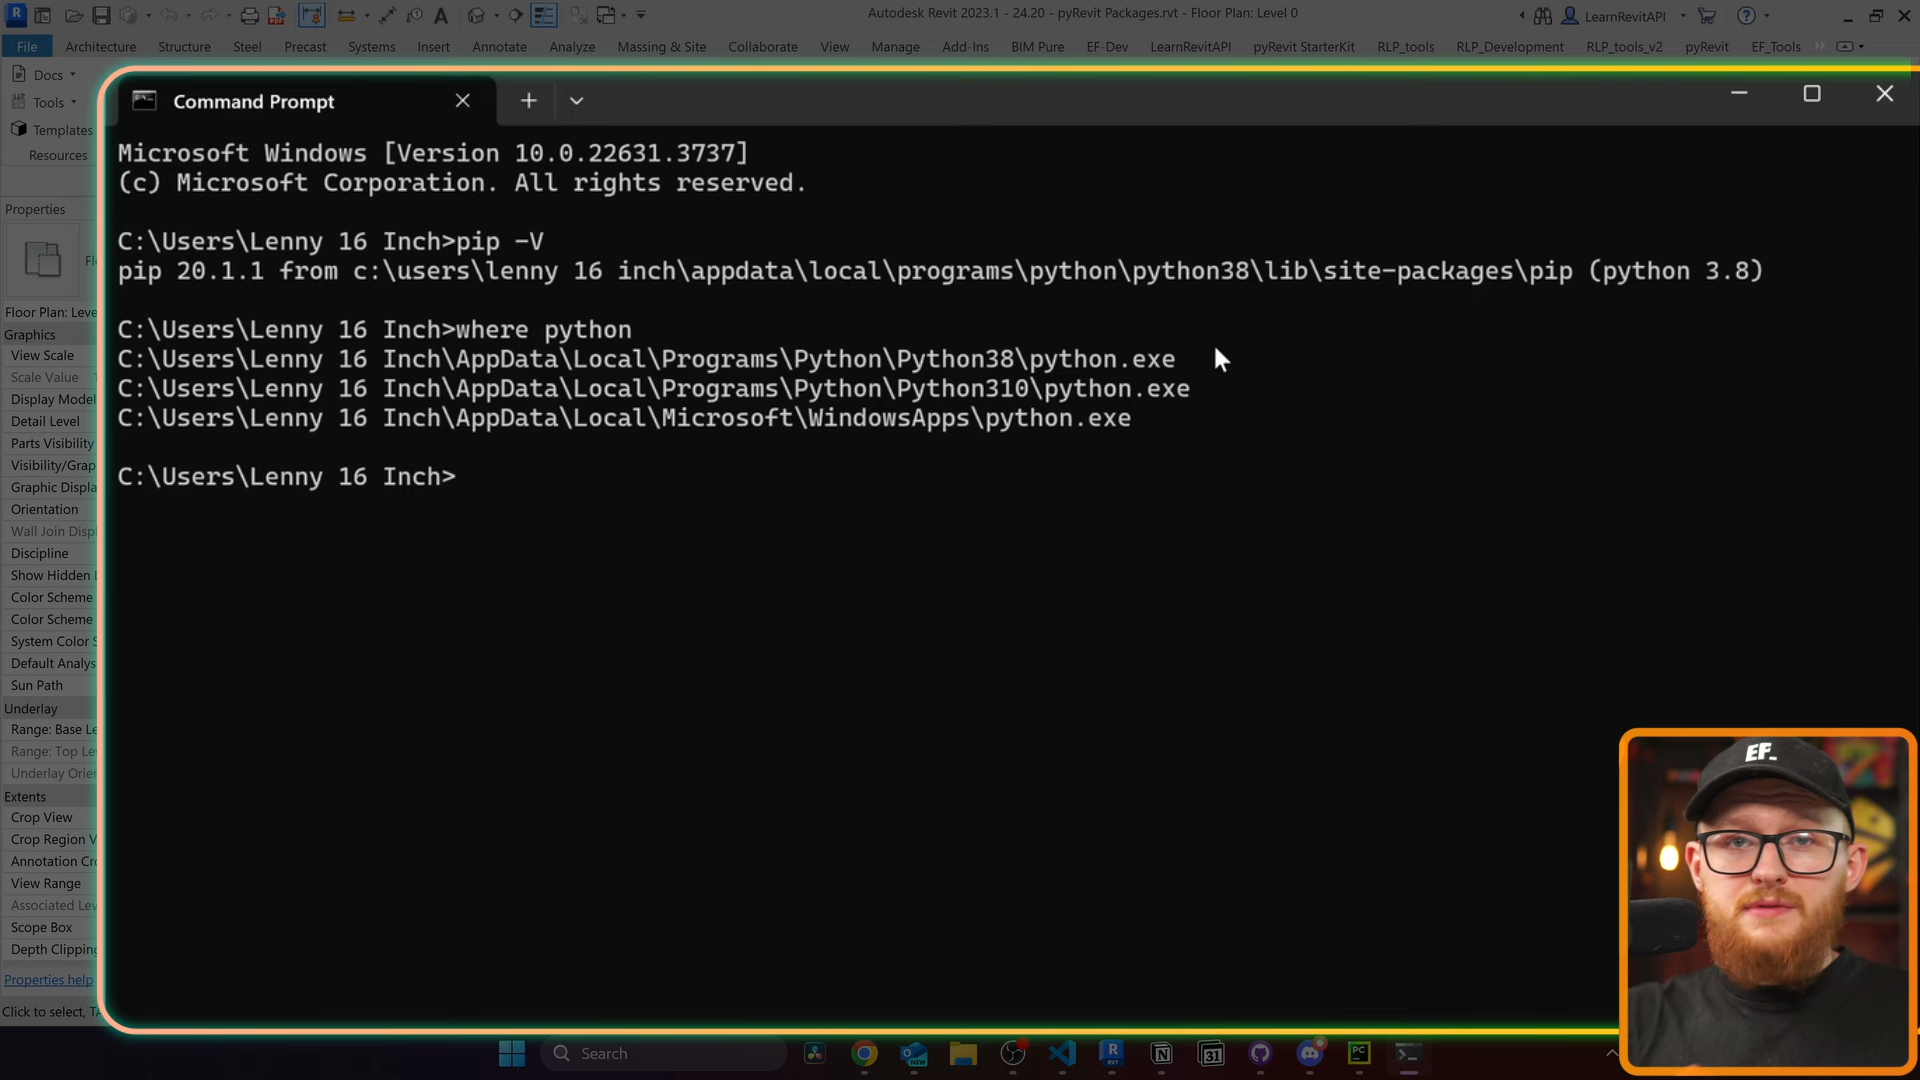 Autodesk Revit 2023.1 - 24.20 - pyRevit Packages.rvt - Floor Plan: Level 0
LearnRevitAPI
File
Architecture
Structure
Steel
Precast
Systems
Insert
Annotate
Analyze
Massing & Site
Collaborate
View
Manage
Add-Ins
BIM Pure
EF-Dev
LearnRevitAPI
pyRevit StarterKit
RLP_tools
RLP_Development
RLP_tools_v2
pyRevit
EF_Tools
Docs
Tools
Templates
Resources
Properties
Floor Plan: Leve
Graphics
View Scale
Scale Value
Display Model
Detail Level
Parts Visibility
Visibility/Grap
Graphic Displa
Orientation
Wall Join Displ
Discipline
Show Hidden
Color Scheme
Color Scheme
System Color S
Default Analys
Sun Path
Underlay
Range: Base Le
Range: Top Le
Underlay Orien
Extents
Crop View
Crop Region V
Annotation Cr
View Range
Associated Lev
Scope Box
Depth Clipping
Properties help
Click to select, TA
Command Prompt
Microsoft Windows [Version 10.0.22631.3737]
(c) Microsoft Corporation. All rights reserved.
C:\Users\Lenny 16 Inch>pip -V
pip 20.1.1 from c:\users\lenny 16 inch\appdata\local\programs\python\python38\lib\site-packages\pip (python 3.8)
C:\Users\Lenny 16 Inch>where python
C:\Users\Lenny 16 Inch\AppData\Local\Programs\Python\Python38\python.exe
C:\Users\Lenny 16 Inch\AppData\Local\Programs\Python\Python310\python.exe
C:\Users\Lenny 16 Inch\AppData\Local\Microsoft\WindowsApps\python.exe
C:\Users\Lenny 16 Inch>
EF_
Search